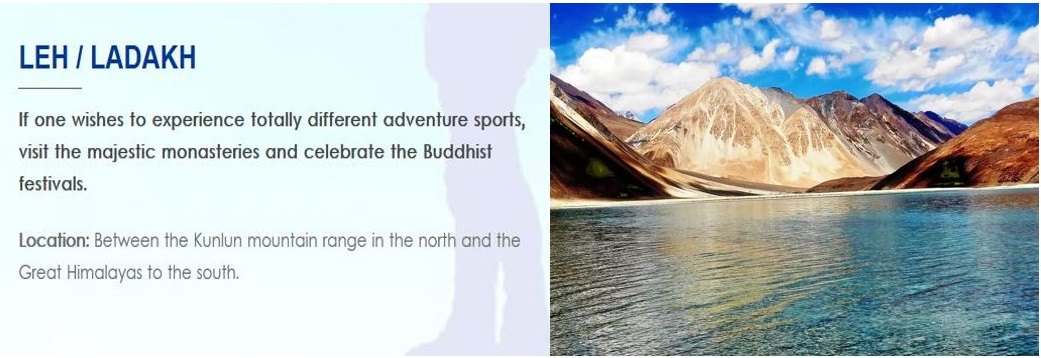 LEH / LADAKH
If one wishes to experience totally different adventure sports,
visit the majestic monasteries and celebrate the Buddhist
festivals.
Location: Between the Kunlun mountain range in the north and the
Great Himalayas to the south.